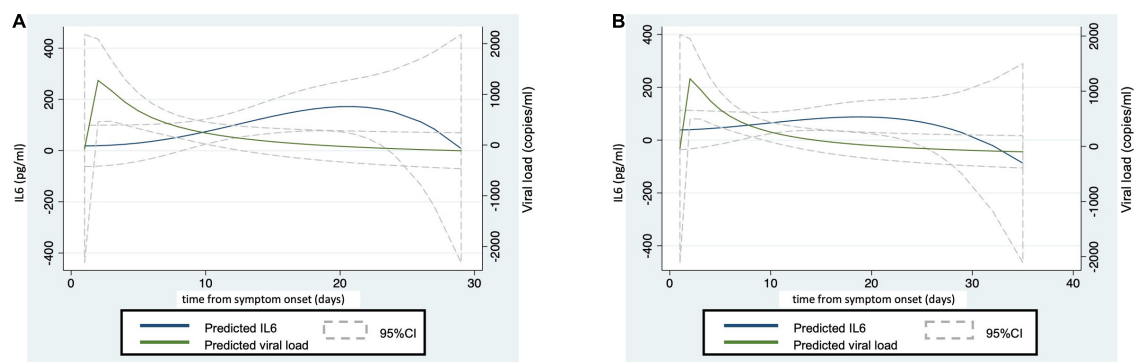 A
400
200
0
-200
-400
IL6 (pg/ml)
2000
1000
0
-1000
-2000
Viral load (copies/ml)
0
10
20
30
time from symptom onset (days)
Predicted IL6
Predicted viral load
95%CI
B
400
200
0
-200
-400
IL6 (pg/ml)
2000
1000
0
-1000
-2000
Viral load (copies/ml)
0
10
20
30
40
time from symptom onset (days)
Predicted IL6
Predicted viral load
95%CI